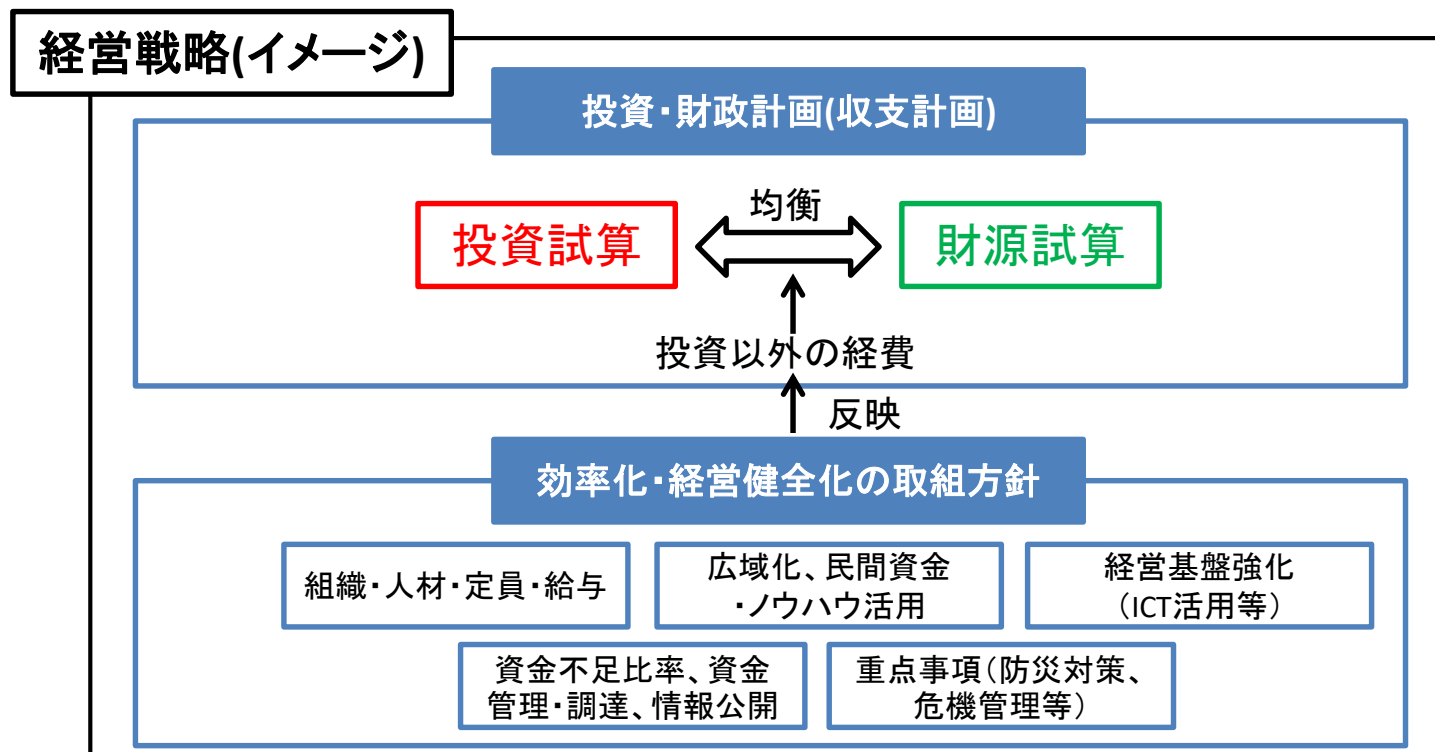 経営戦略(イメージ)
投資・財政計画(収支計画)
均衡
投資試算
財源試算
投資以外の経費
反映
効率化・経営健全化の取組方針
組織・人材・定員・給与
広域化、民間資金
・ノウハウ活用
経営基盤強化
（ICT活用等）
資金不足比率、資金
管理・調達、情報公開
重点事項（防災対策、
危機管理等）